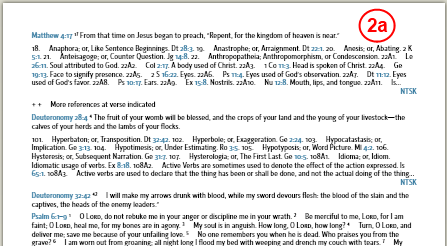 2a
Matthew 4:17 ¹⁷ From that time on Jesus began to preach, "Repent, for the kingdom of heaven is near."
18. Anaphora; or, Like Sentence Beginnings. Dt 28:3. 19. Anastrophe; or, Arraignment. Dt 22:1. 20. Anesis; or, Abating. 2 K
5:1. 21. Anteisagoge; or, Counter Question. Jg 14:8. 22. Anthropopatheia; Anthropomorphism, or Condescension. 22A1. Le
26:11. Soul attributed to God. 22A2. Col 2:17. A body used of Christ. 22A3. 1 Co 11:3. Head is spoken of Christ. 22A4. Ge
19:13. Face to signify presence. 22A5. 2 S 16:22. Eyes. 22A6. Ps 11:4. Eyes used of God's observation. 22A7. Dt 11:12. Eyes
used of God's favor. 22A8. Ps 10:17. Ears. 22A9. Ex 15:8. Nostrils. 22A10. Nu 12:8. Mouth, lips, and tongue. 22A11. Is...
NTSK
++ More references at verse indicated
Deuteronomy 28:4 ⁴ The fruit of your womb will be blessed, and the crops of your land and the young of your livestock—the
calves of your herds and the lambs of your flocks.
101. Hyperbaton; or, Transposition. Dt 32:42. 102. Hyperbole; or, Exaggeration. Ge 2:24. 103. Hypocatastasis; or,
Implication. Ge 3:13. 104. Hypotimesis; or, Under Estimating. Ro 3:5. 105. Hypotyposis; or, Word Picture. Mi 4:2. 106.
Hysteresis; or, Subsequent Narration. Ge 31:7. 107. Hysterologia; or, The First Last. Ge 10:5. 108A1. Idioma; or, Idiom.
Idiomatic usage of verbs. Ex 8:18. 108A2. Active Verbs are sometimes used to denote the effect of the action expressed. Is
65:1. 108A3. Active verbs are used to declare that the thing has been or shall be done, and not the actual doing of the thing...
NTSK
Deuteronomy 32:42 ⁴² I will make my arrows drunk with blood, while my sword devours flesh: the blood of the slain and the
captives, the heads of the enemy leaders."
Psalm 6:1–9 ¹ O LORD, do not rebuke me in your anger or discipline me in your wrath. ² Be merciful to me, LORD, for I am
faint; O LORD, heal me, for my bones are in agony. ³ My soul is in anguish. How long, O LORD, how long? ⁴ Turn, O LORD, and
deliver me; save me because of your unfailing love. ⁵ No one remembers you when he is dead. Who praises you from the
grave? ⁶ I am worn out from groaning; all night long I flood my bed with weeping and drench my couch with tears. ⁷ My